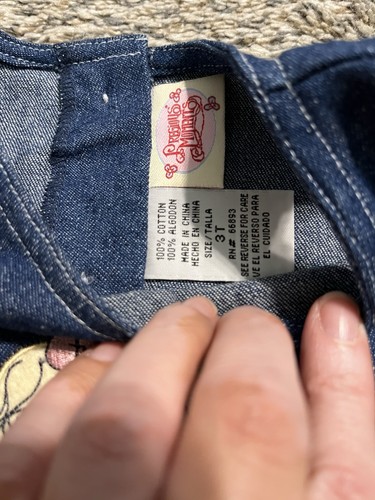 PRECIOUS
MOMENTS
100% COTTON
100% ALGODON
MADE IN CHINA
HECHO EN CHINA
SIZE/TALLA
3T
RN# 66893
SEE REVERSE FOR CARE
VE EL REVERSO PARA
EL CUIDADO